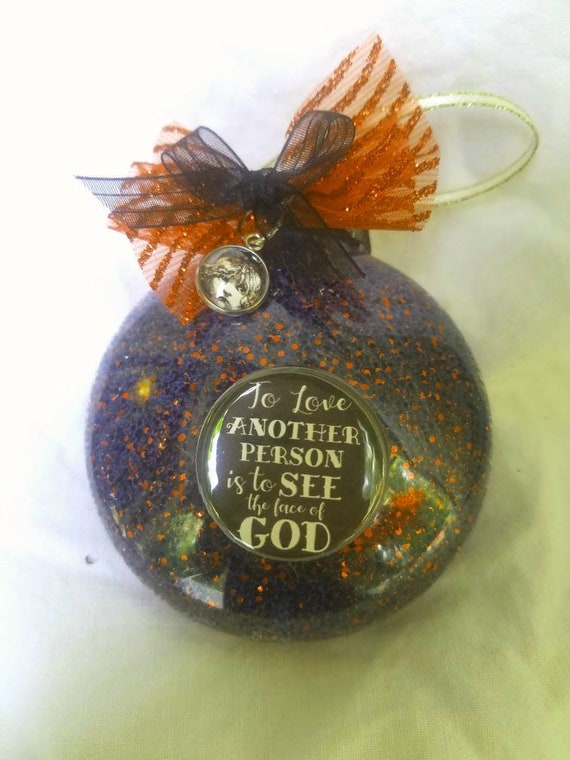 To Love
ANOTHER
PERSON
is to SEE
the face of
GOD